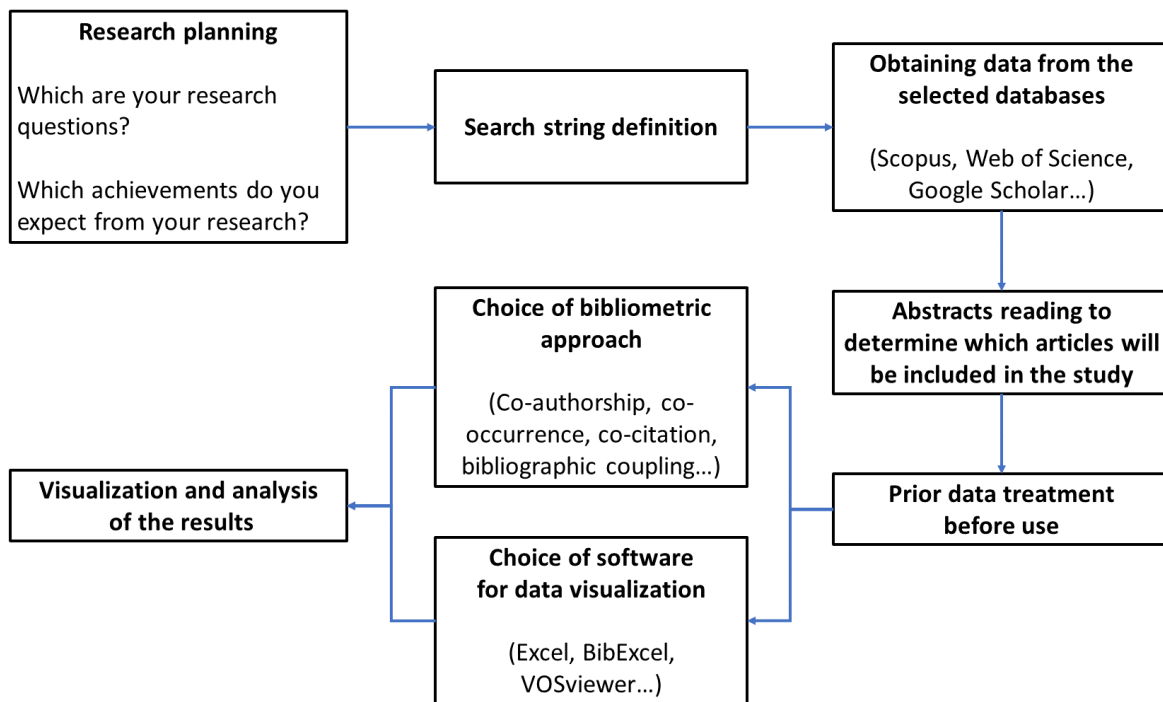 Research planning
Which are your research
questions?
Which achievements do you
expect from your research?
Search string definition
Obtaining data from the
selected databases
(Scopus, Web of Science,
Google Scholar...)
Abstracts reading to
determine which articles will
be included in the study
Prior data treatment
before use
Choice of bibliometric
approach
(Co-authorship, co-
occurrence, co-citation,
bibliographic coupling...)
Choice of software
for data visualization
(Excel, BibExcel,
VOSviewer...)
Visualization and analysis
of the results